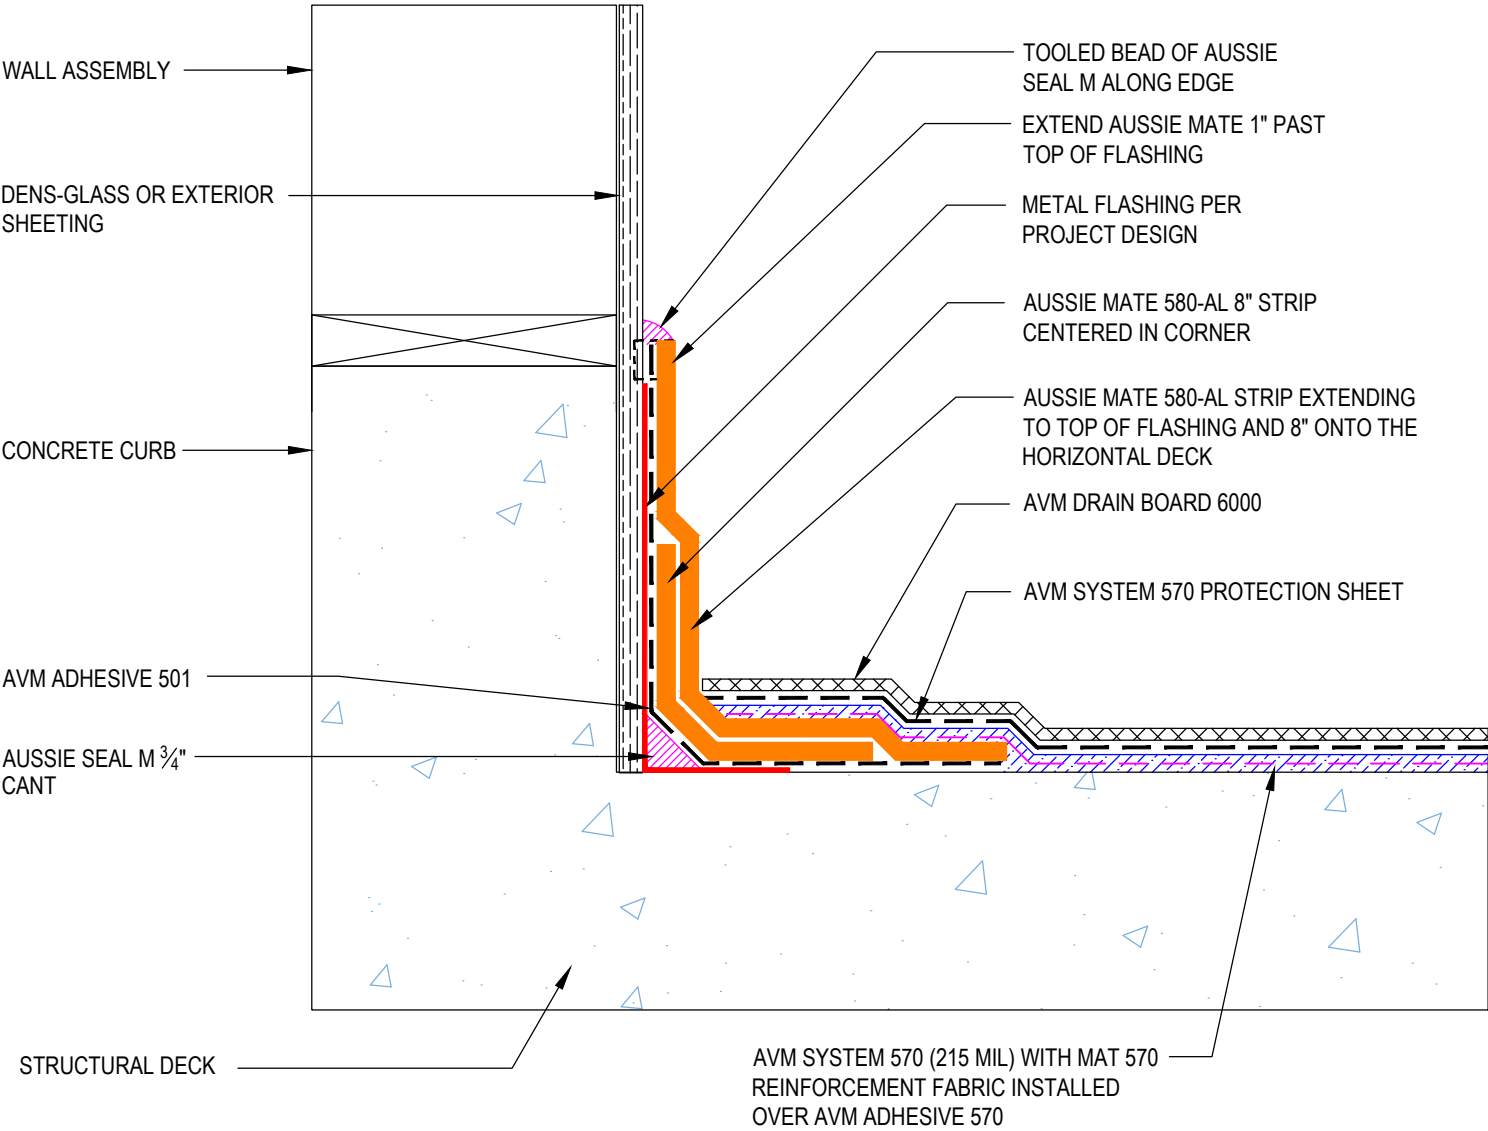 WALL ASSEMBLY
DENS-GLASS OR EXTERIOR
SHEETING
CONCRETE CURB
AVM ADHESIVE 501
AUSSIE SEAL M 3/4"
CANT
STRUCTURAL DECK
TOOLED BEAD OF AUSSIE
SEAL M ALONG EDGE
EXTEND AUSSIE MATE 1" PAST
TOP OF FLASHING
METAL FLASHING PER
PROJECT DESIGN
AUSSIE MATE 580-AL 8" STRIP
CENTERED IN CORNER
AUSSIE MATE 580-AL STRIP EXTENDING
TO TOP OF FLASHING AND 8" ONTO THE
HORIZONTAL DECK
AVM DRAIN BOARD 6000
AVM SYSTEM 570 PROTECTION SHEET
AVM SYSTEM 570 (215 MIL) WITH MAT 570
REINFORCEMENT FABRIC INSTALLED
OVER AVM ADHESIVE 570